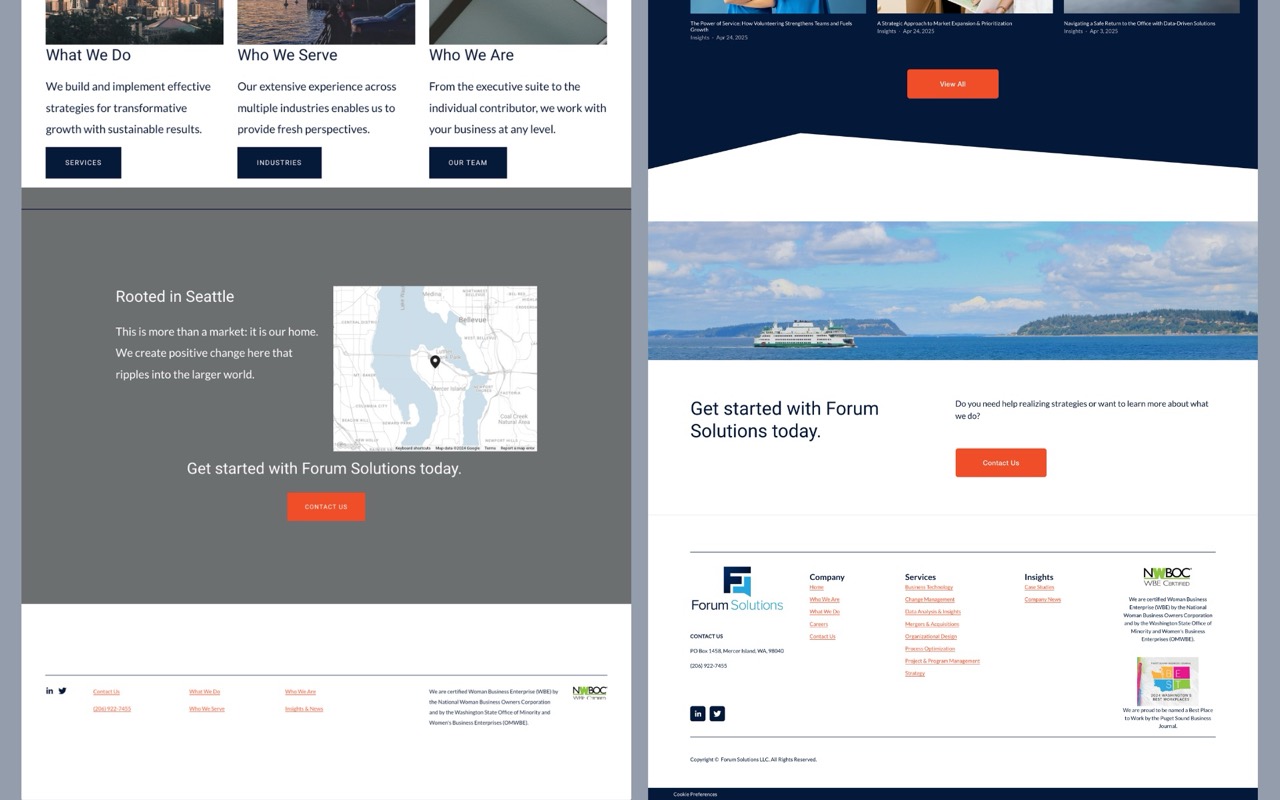 What We Do
We build and implement effective
strategies for transformative
growth with sustainable results.
SERVICES
Who We Serve
Our extensive experience across
multiple industries enables us to
provide fresh perspectives.
INDUSTRIES
Who We Are
From the executive suite to the
individual contributor, we work with
your business at any level.
OUR TEAM
Rooted in Seattle
This is more than a market: it is our home.
We create positive change here that
ripples into the larger world.
Medina
Bellevue
Mercer Island
Coal Creek
Natural Area
Keyboard shortcuts
Terms
Report a map error
Get started with Forum Solutions today.
CONTACT US
Contact Us
(206) 922-7455
What We Do
Who We Serve
Who We Are
Insights & News
We are certified Woman Business Enterprise (WBE) by
the National Woman Business Owners Corporation
and by the Washington State Office of Minority and
Women's Business Enterprises (OMWBE).
NWBOC
The Power of Service: How Volunteering Strengthens Teams and Fuels
Growth
Insights · Apr 24, 2025
A Strategic Approach to Market Expansion & Prioritization
Insights · Apr 24, 2025
Navigating a Safe Return to the Office with Data-Driven Solutions
Insights · Apr 3, 2025
View All
Get started with Forum
Solutions today.
Do you need help realizing strategies or want to learn more about what
we do?
Contact Us
Forum Solutions
CONTACT US
PO Box 1458, Mercer Island, WA, 98040
(206) 922-7455
Company
Home
Who We Are
What We Do
Careers
Contact Us
Services
Business Technology
Change Management
Data Analysis & Insights
Mergers & Acquisitions
Organizational Design
Process Optimization
Project & Program Management
Strategy
Insights
Case Studies
Company News
NWBOC
WBE CERTIFIED
We are certified Woman Business
Enterprise (WBE) by the National
Woman Business Owners Corporation
and by the Washington State Office of
Minority and Women's Business
Enterprises (OMWBE).
BE
ST
2024 WASHINGTON'S
BEST WORKPLACES
We are proud to be named a Best Place
to Work by the Puget Sound Business
Journal.
Copyright © Forum Solutions LLC. All Rights Reserved.
Cookie Preferences